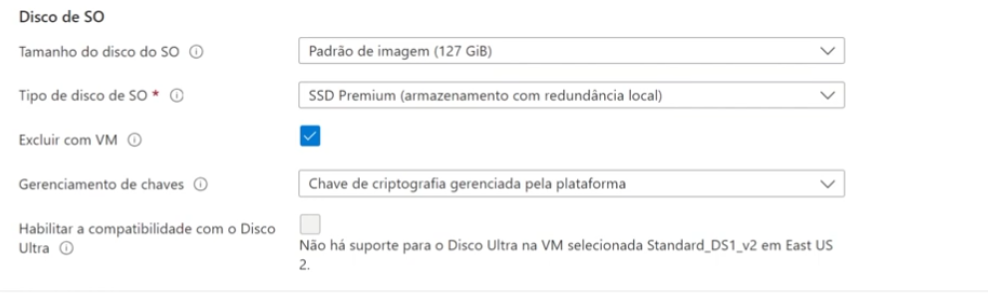 Disco de SO
Tamanho do disco do SO
Padrão de imagem (127 GiB)
Tipo de disco de SO *
SSD Premium (armazenamento com redundância local)
Excluir com VM
Gerenciamento de chaves
Chave de criptografia gerenciada pela plataforma
Habilitar a compatibilidade com o Disco
Ultra
Não há suporte para o Disco Ultra na VM selecionada Standard_DS1_v2 em East US
2.